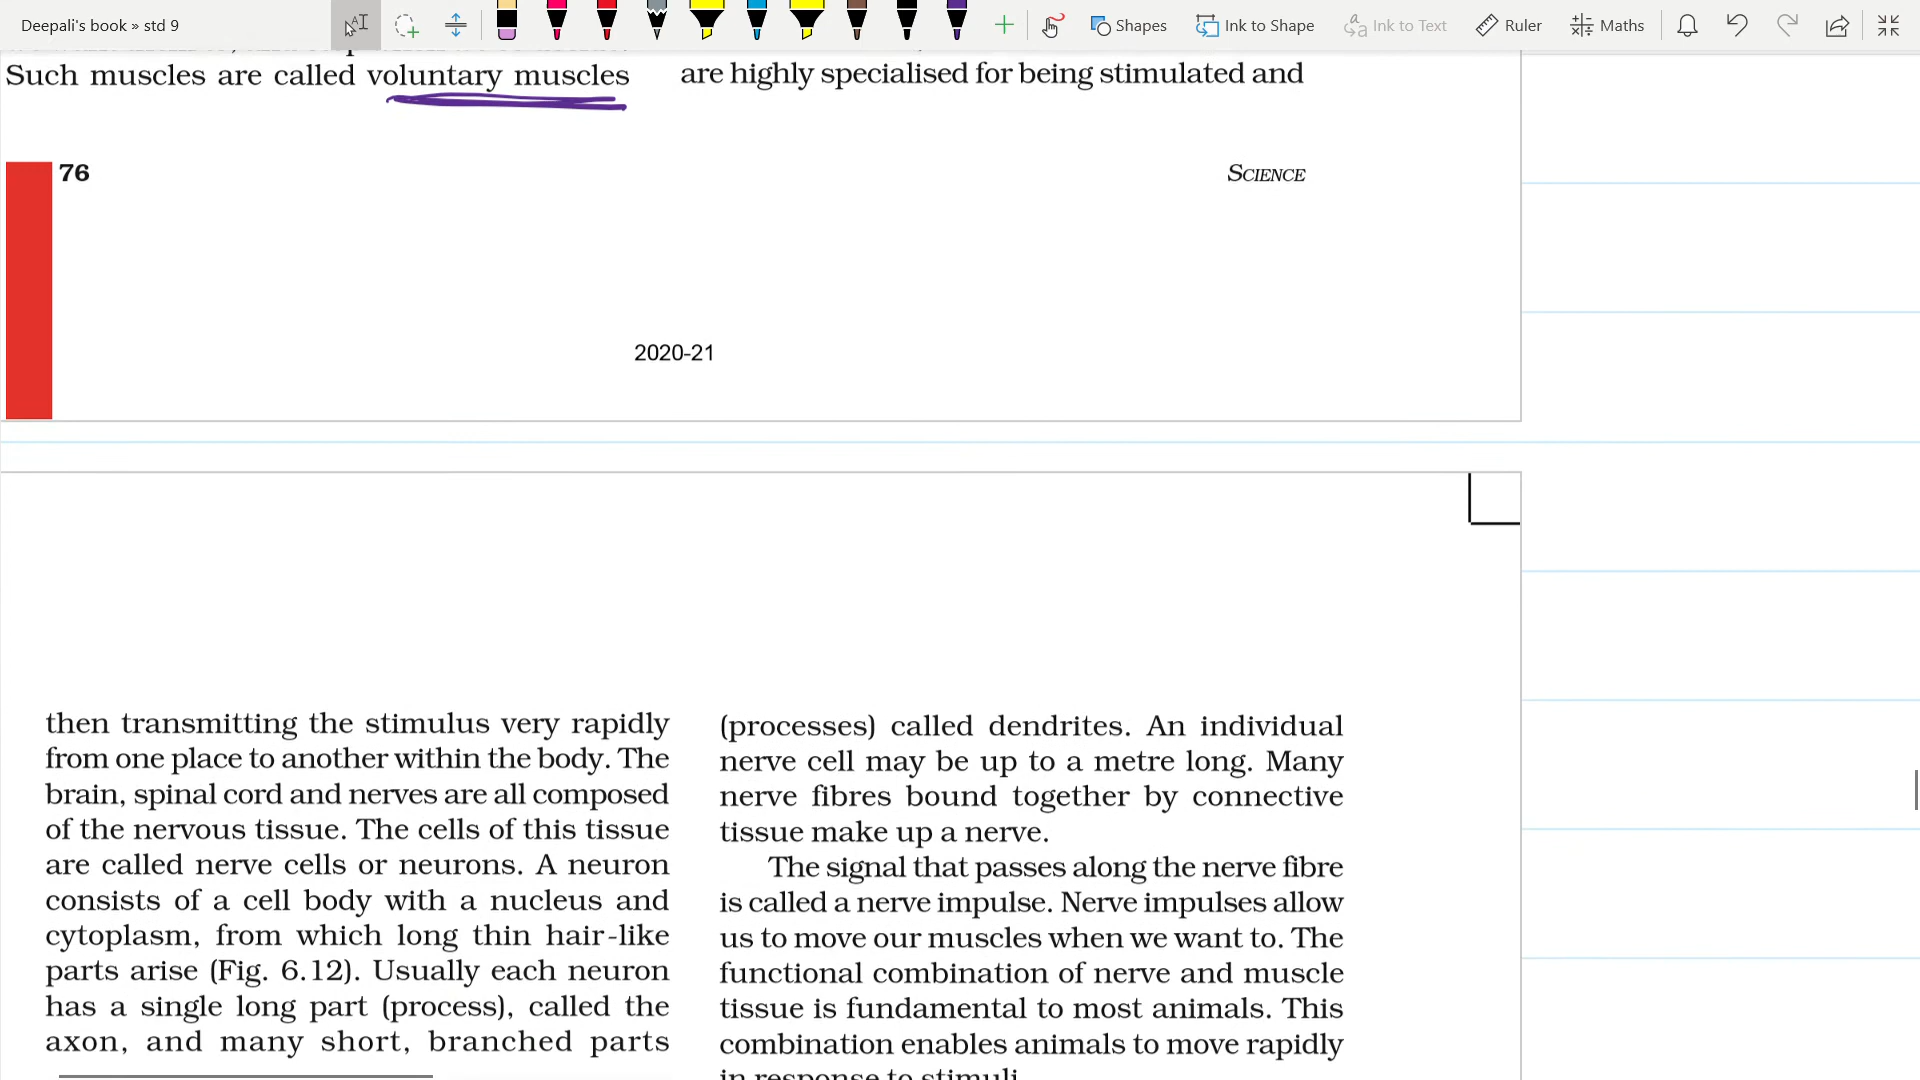 Deepali's book » std 9
Shapes
Ink to Shape
Ink to Text
Ruler
Maths
Such muscles are called voluntary muscles
are highly specialised for being stimulated and
76
SCIENCE
2020-21
then transmitting the stimulus very rapidly
from one place to another within the body. The
brain, spinal cord and nerves are all composed
of the nervous tissue. The cells of this tissue
are called nerve cells or neurons. A neuron
consists of a cell body with a nucleus and
cytoplasm, from which long thin hair-like
parts arise (Fig. 6.12). Usually each neuron
has a single long part (process), called the
axon, and many short, branched parts
(processes) called dendrites. An individual
nerve cell may be up to a metre long. Many
nerve fibres bound together by connective
tissue make up a nerve.
The signal that passes along the nerve fibre
is called a nerve impulse. Nerve impulses allow
us to move our muscles when we want to. The
functional combination of nerve and muscle
tissue is fundamental to most animals. This
combination enables animals to move rapidly
in response to stimuli.